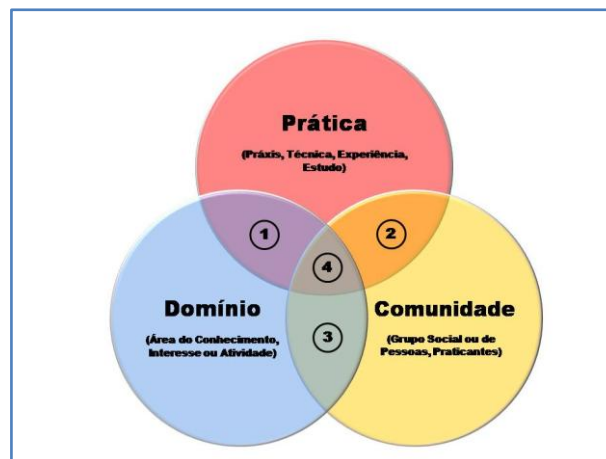 Prática
(Práxis, Técnica, Experiência,
Estudo)
1
2
4
Domínio
(Área do Conhecimento,
Interesse ou Atividade)
3
Comunidade
(Grupo Social ou de
Pessoas, Praticantes)